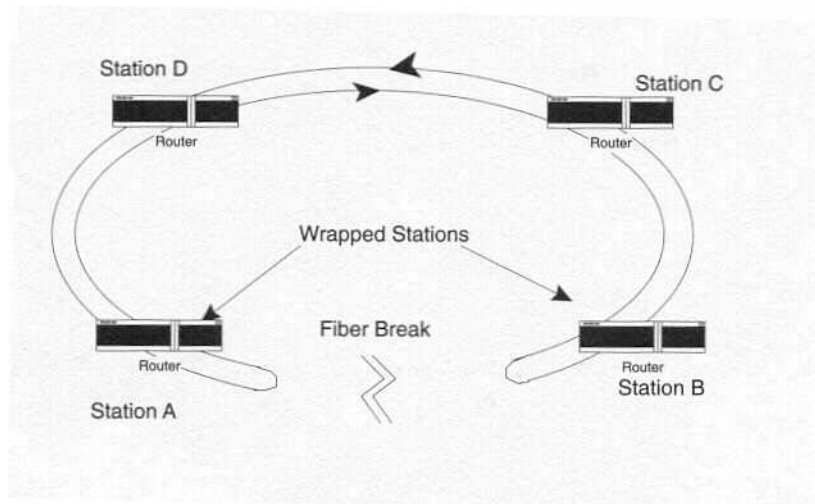 Station D
Station C
Router
Router
Wrapped Stations
Fiber Break
Router
Router
Station B
Station A